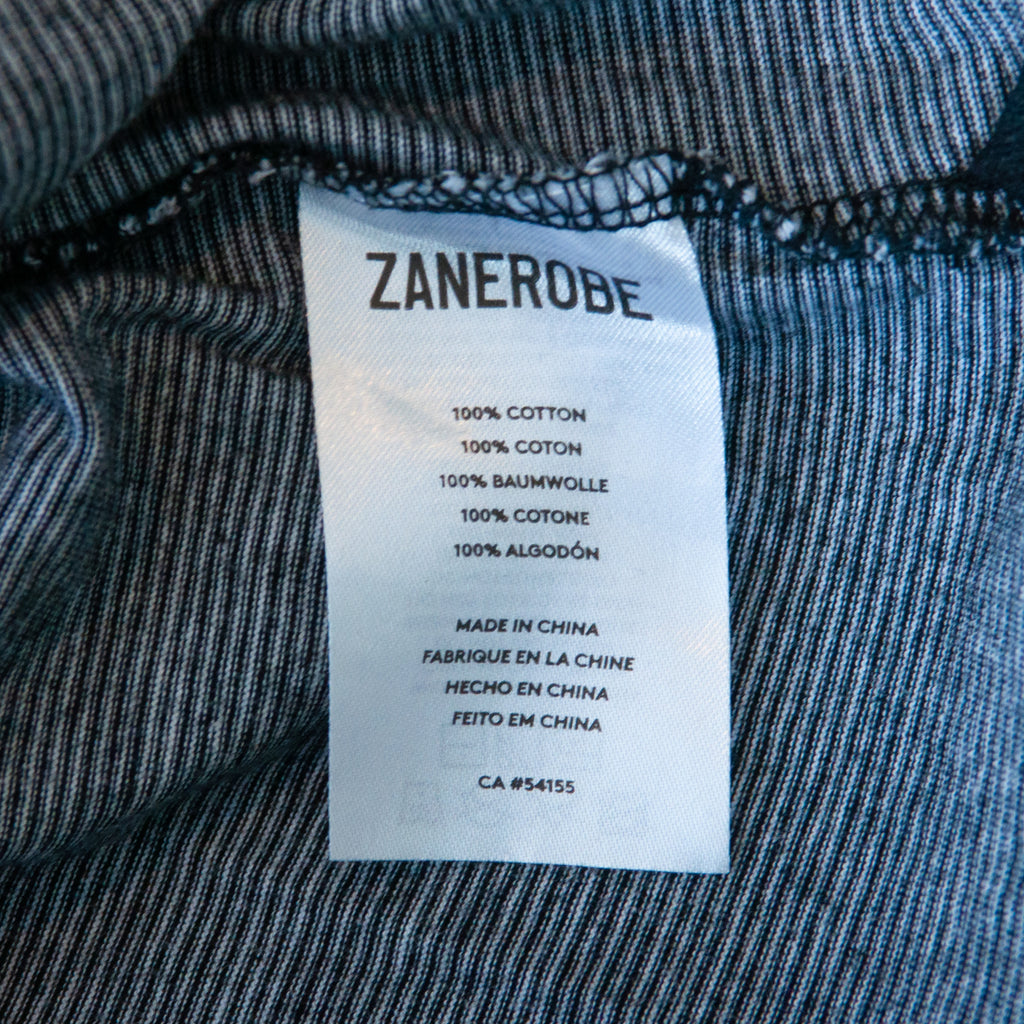 ZANEROBE
100% COTTON
100% COTON
100% BAUMWOLLE
100% COTONE
100% ALGODÓN
MADE IN CHINA
FABRIQUE EN LA CHINE
HECHO EN CHINA
FEITO EM CHINA
CA #54155